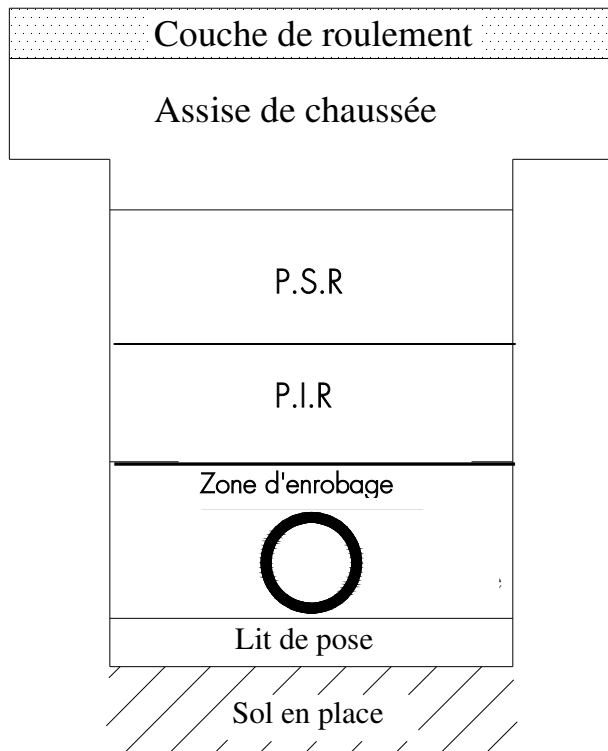 Couche de roulement
Assise de chaussée
P.S.R
P.I.R
Zone d'enrobage
Lit de pose
Sol en place